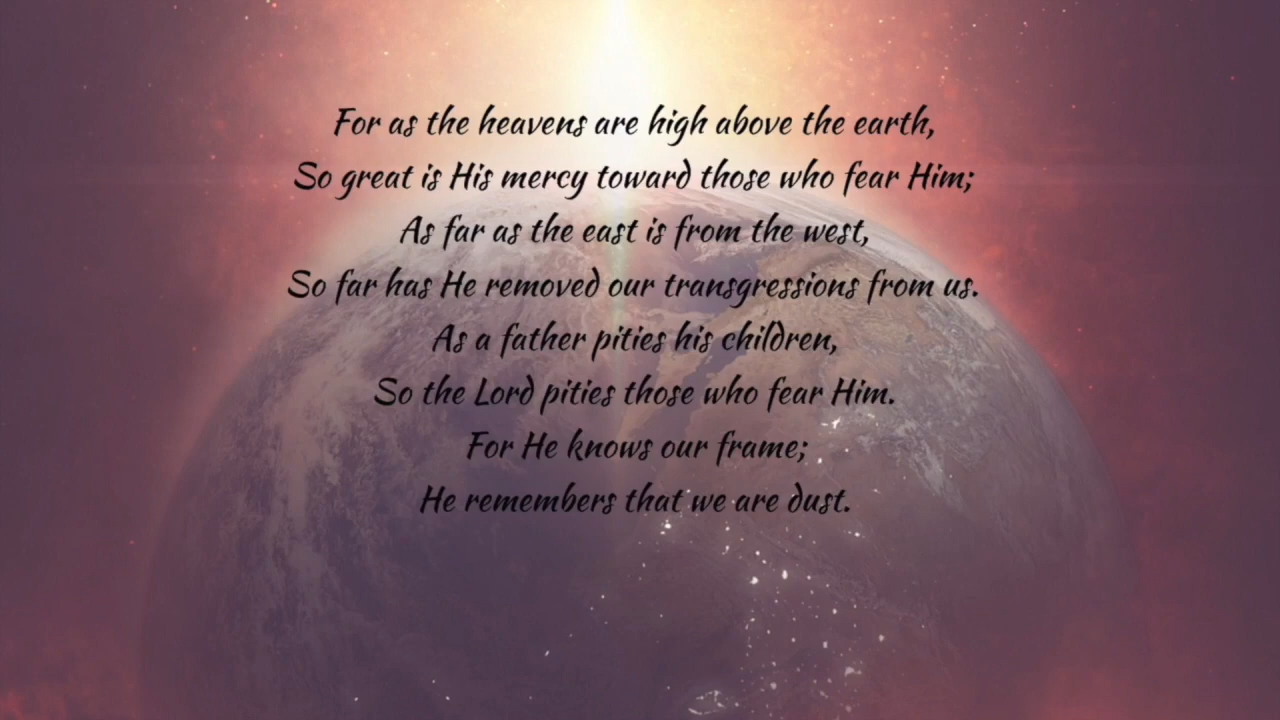 For as the heavens are high above the earth,
So great is His mercy toward those who fear Him;
As far as the east is from the west,
So far has He removed our transgressions from us.
As a father pities his children,
So the Lord pities those who fear Him.
For He knows our frame;
He remembers that we are dust.